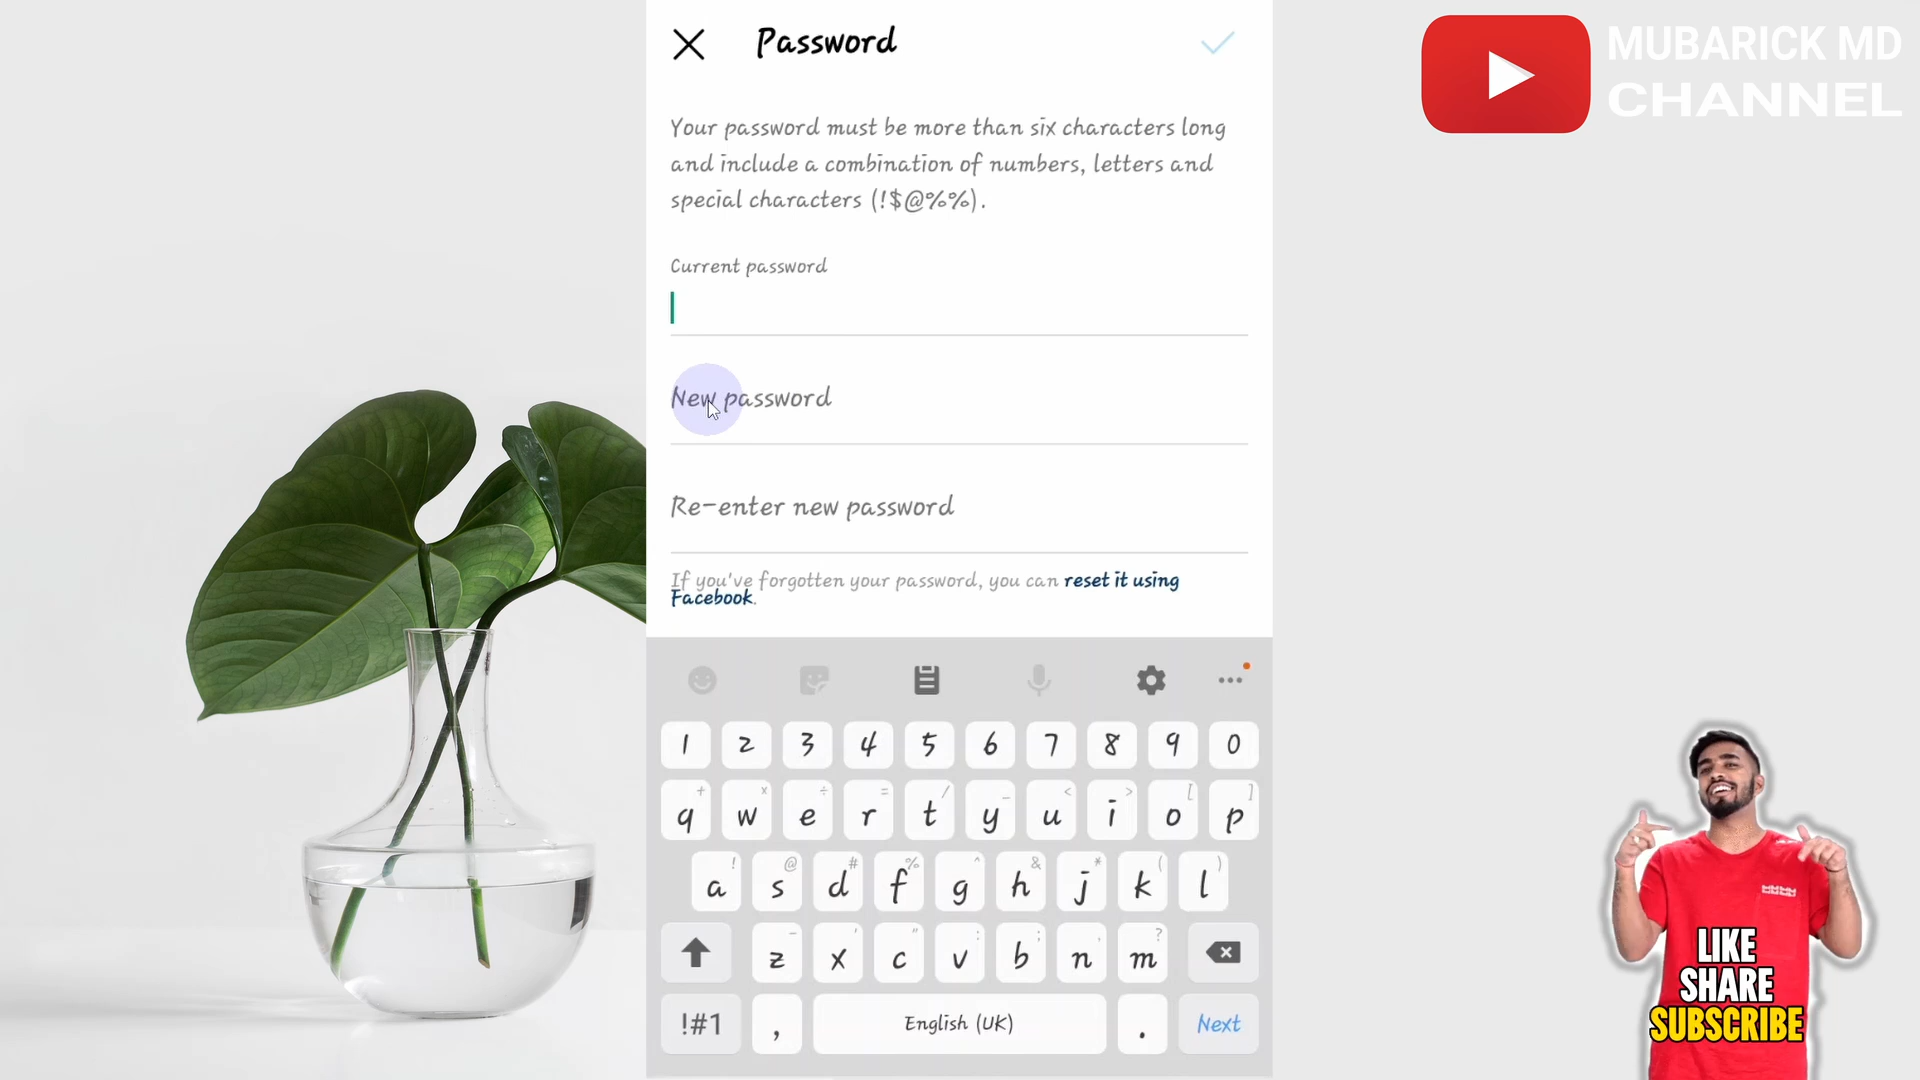 Password
MUBARICK MD
CHANNEL
Your password must be more than six characters long
and include a combination of numbers, letters and
special characters (!$@%%).
Current password
New password
Re-enter new password
If you've forgotten your password, you can reset it using
Facebook.
1 2 3 4 5 6 7 8 9 0
+ × ÷ = / _ < > [ ]
q w e r t y u i o p
! @ # % ^ & * ( )
a s d f g h j k l
- ' " : ; , ?
z x c v b n m
!#1 , English (UK) . Next
LIKE
SHARE
SUBSCRIBE